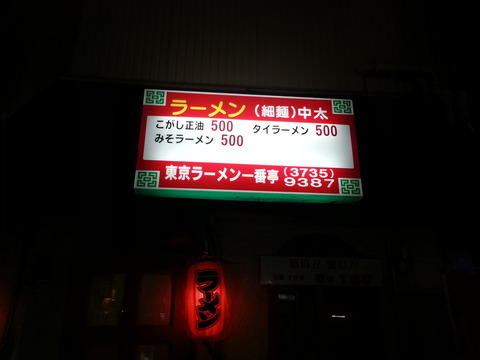 ラーメン（細麺）中太
こがし正油 500 タイラーメン 500
みそラーメン 500
東京ラーメン一番亭 (3735) 9387
ラーメン